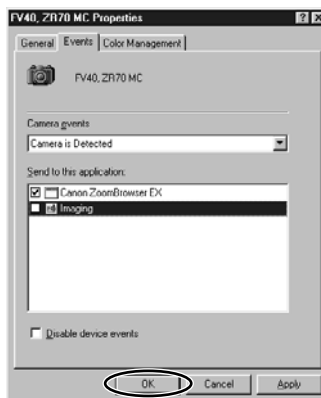 FV40, ZR70 MC Properties
General Events Color Management
FV40, ZR70 MC
Camera events
Camera is Detected
Send to this application:
Canon ZoomBrowser EX
Imaging
Disable device events
OK Cancel Apply